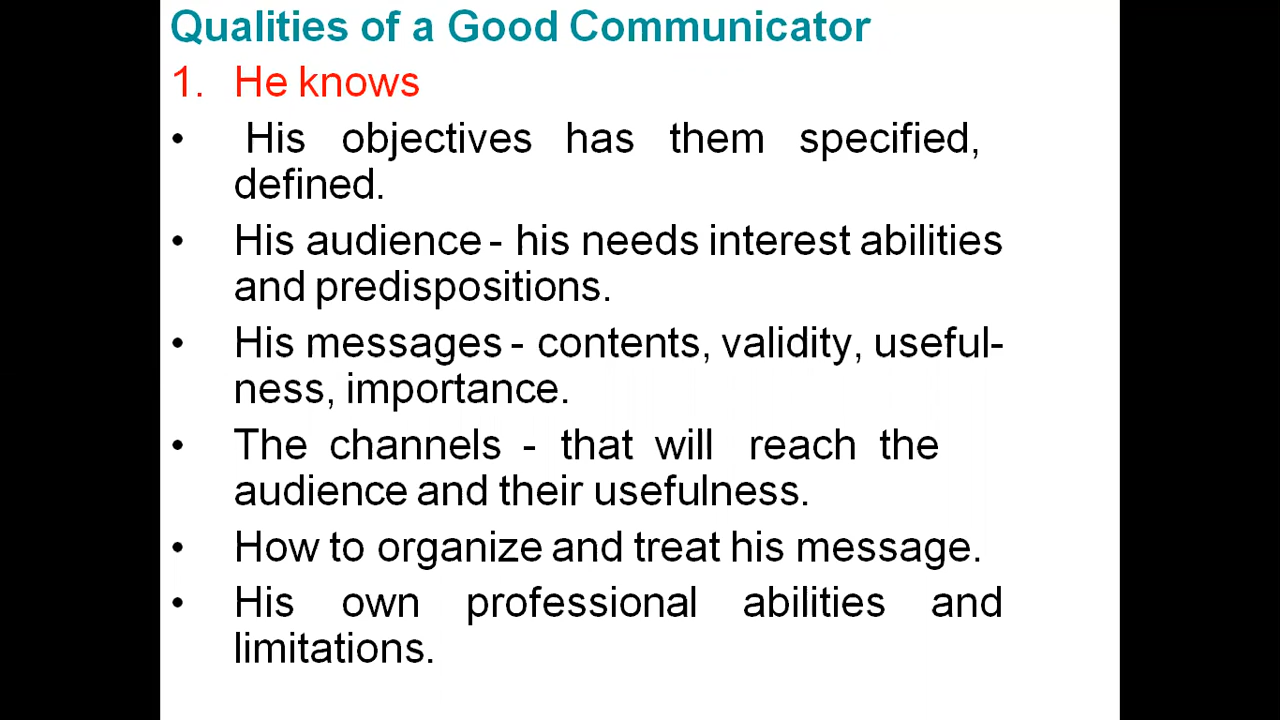 Qualities of a Good Communicator
1. He knows
• His objectives has them specified,
defined.
• His audience - his needs interest abilities
and predispositions.
• His messages - contents, validity, useful-
ness, importance.
• The channels - that will reach the
audience and their usefulness.
• How to organize and treat his message.
• His own professional abilities and
limitations.